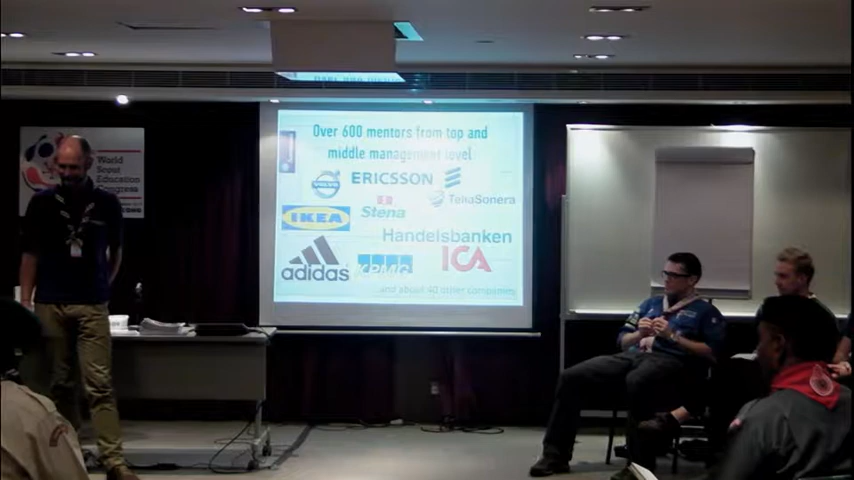 World
Scout
Education
Congress
Over 600 mentors from top and
middle management level
VOLVO
ERICSSON
TeliaSonera
IKEA
Stena
Handelsbanken
adidas
KPMG
ICA
...and about 40 other companies